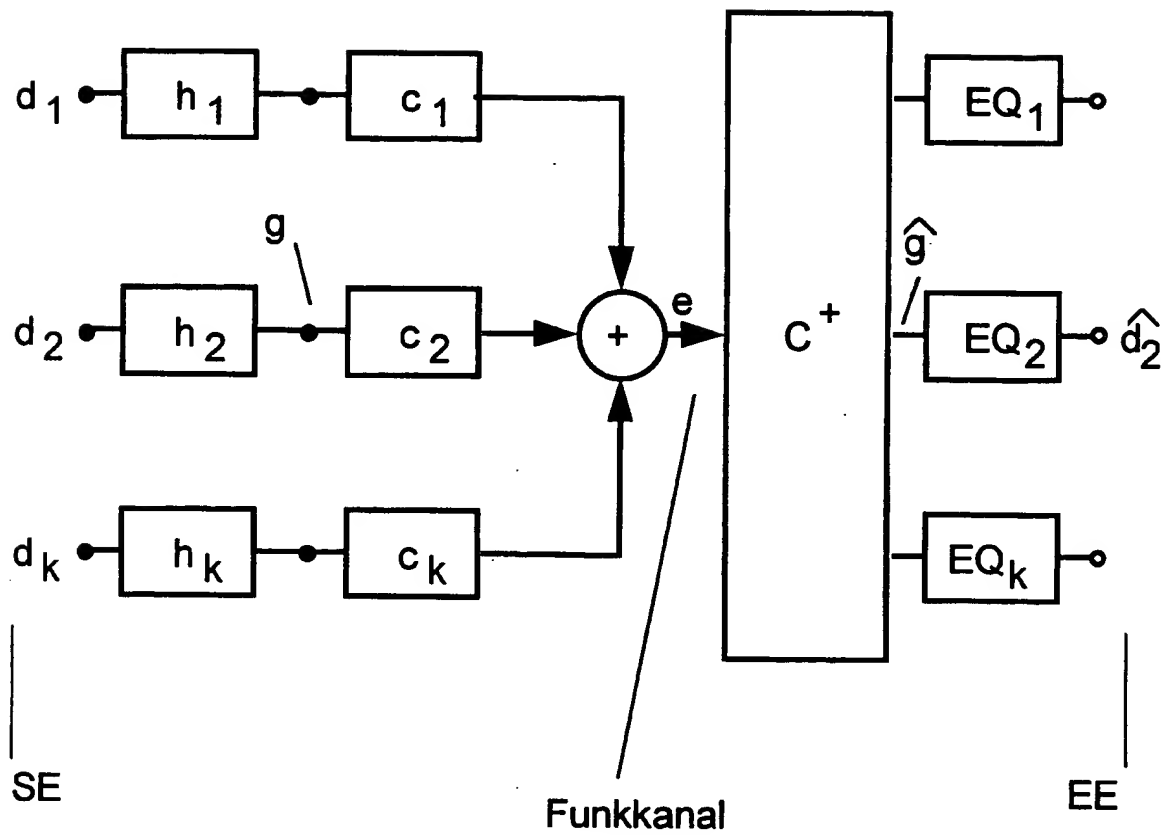 d₁ h₁ c₁ EQ₁
g ĝ
e
d₂ h₂ c₂ + C⁺ EQ₂ d̂₂
dₖ hₖ cₖ EQₖ
SE Funkkanal EE